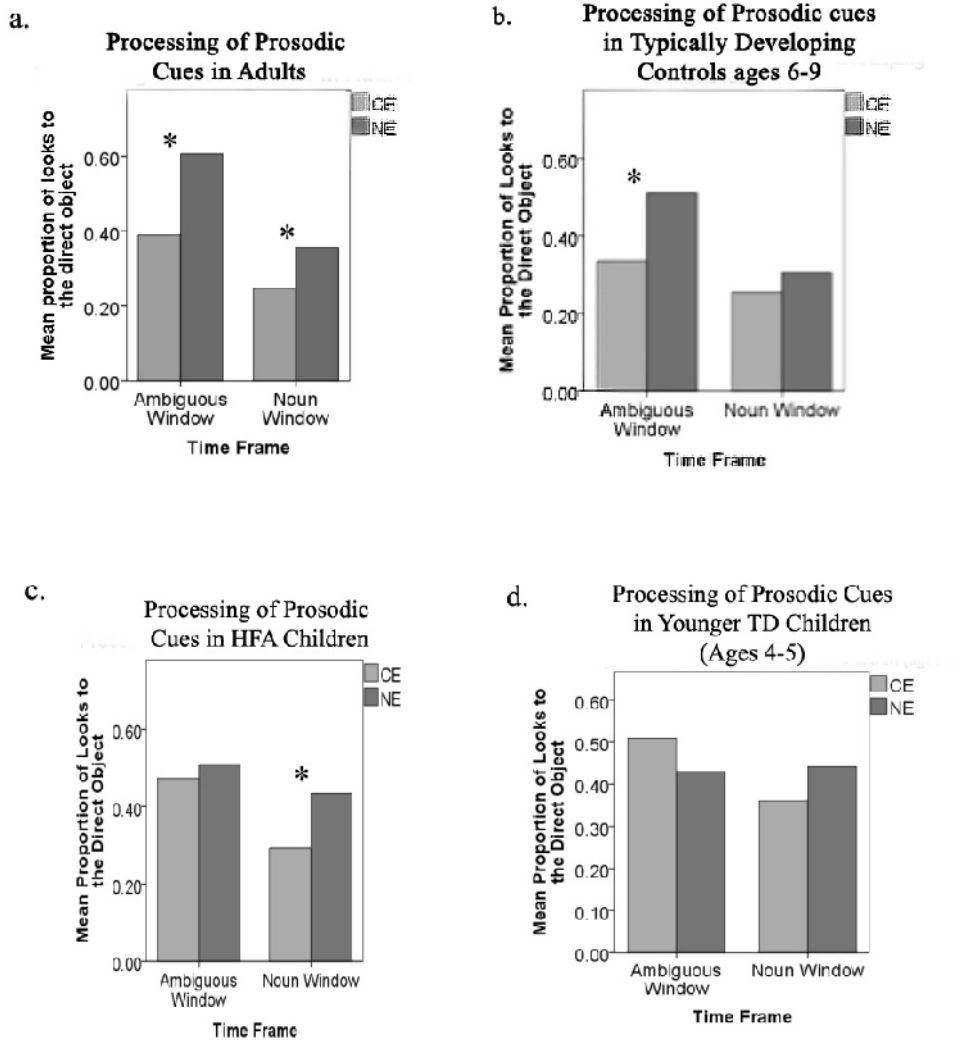 a.
Processing of Prosodic
Cues in Adults
CE
NE
Mean proportion of looks to
the direct object
0.60
0.40
0.20
0.00
*
*
Ambiguous
Window
Noun
Window
Time Frame
b.
Processing of Prosodic cues
in Typically Developing
Controls ages 6-9
CE
NE
Mean Proportion of Looks to
the Direct Object
0.60
0.40
0.20
0.00
*
Ambiguous
Window
Noun Window
Time Frame
c.
Processing of Prosodic
Cues in HFA Children
CE
NE
Mean Proportion of Looks to
the Direct Object
0.60
0.40
0.20
0.00
*
Ambiguous
Window
Noun Window
Time Frame
d.
Processing of Prosodic Cues
in Younger TD Children
(Ages 4-5)
CE
NE
Mean Proportion of Looks to
the Direct Object
0.60
0.50
0.40
0.30
0.20
0.10
0.00
Ambiguous
Window
Noun Window
Time Frame